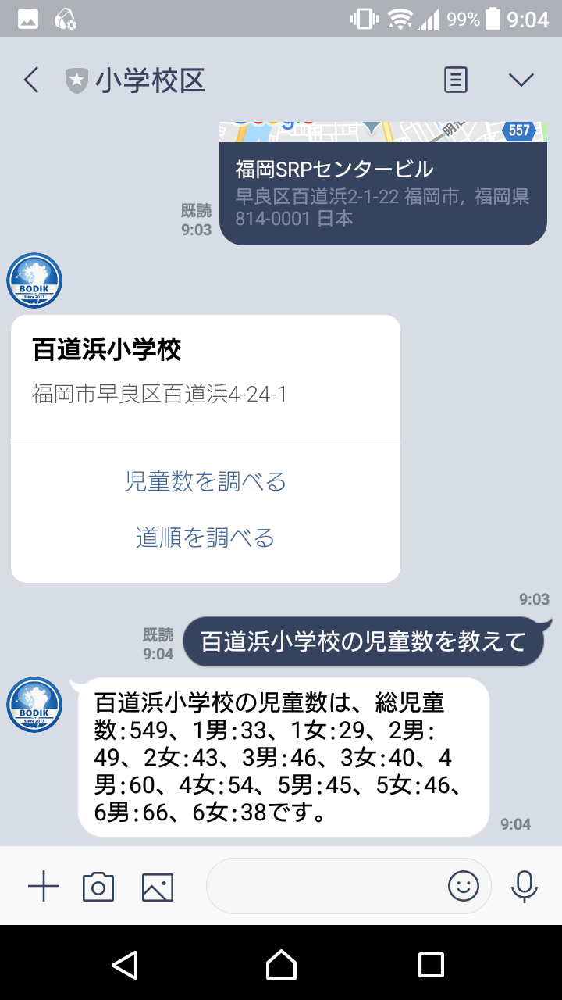 99% 9:04
小学校区
Google
明治
557
福岡SRPセンタービル
早良区百道浜2-1-22 福岡市, 福岡県
814-0001 日本
既読
9:03
BODIK
Since 2013
百道浜小学校
福岡市早良区百道浜4-24-1
児童数を調べる
道順を調べる
9:03
既読
9:04
百道浜小学校の児童数を教えて
BODIK
Since 2013
百道浜小学校の児童数は、総児童
数:549、1男:33、1女:29、2男:
49、2女:43、3男:46、3女:40、4
男:60、4女:54、5男:45、5女:46、
6男:66、6女:38です。
9:04